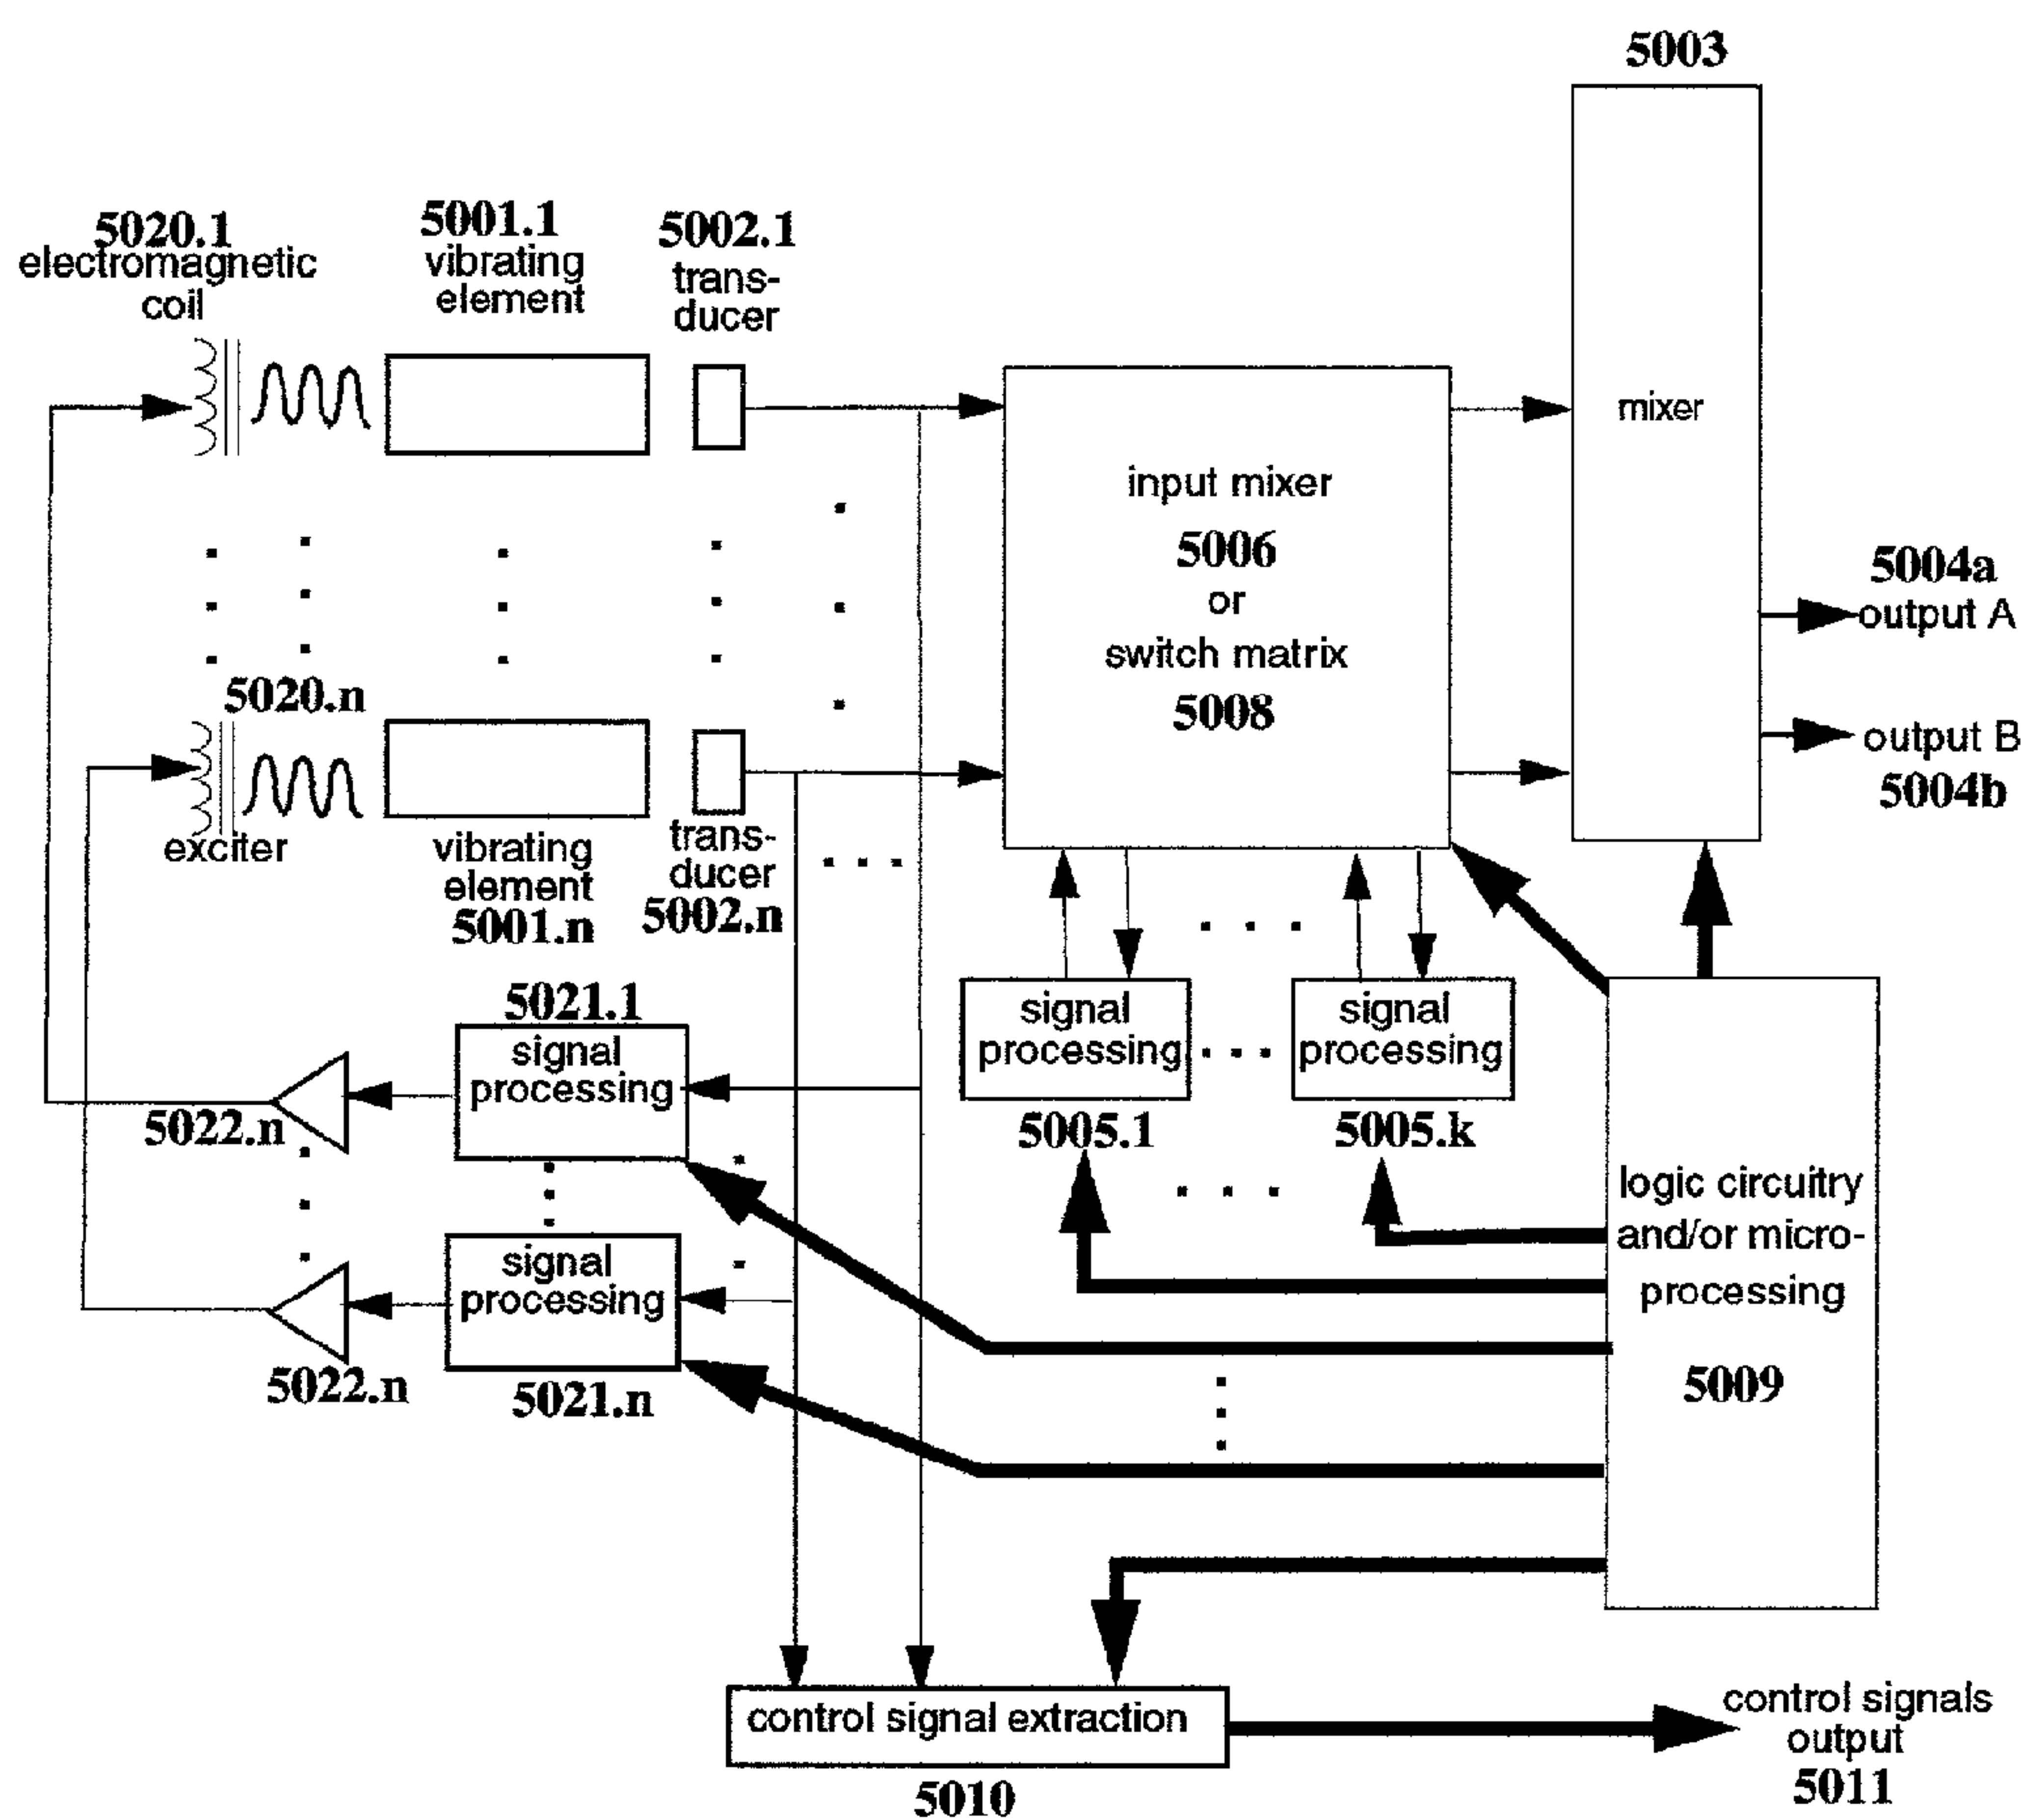 5003
mixer
5020.1
electromagnetic
coil
5001.1
vibrating
element
5002.1
trans-
ducer
input mixer
5006
or
switch matrix
5008
5004a
output A
output B
5004b
5020.n
exciter
vibrating
element
5001.n
trans-
ducer
5002.n
signal
processing
5005.1
signal
processing
5005.k
5021.1
signal
processing
5022.n
signal
processing
5021.n
5022.n
logic circuitry
and/or micro-
processing
5009
control signal extraction
5010
control signals
output
5011